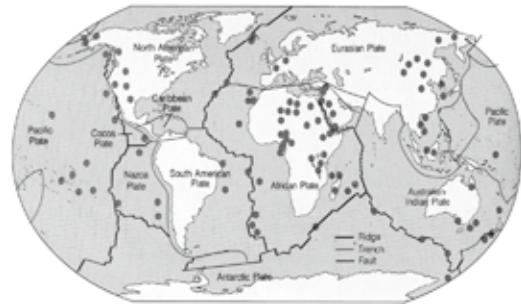 North American
Plate
Eurasian Plate
Caribbean
Plate
Pacific
Plate
Pacific
Plate
Cocos
Plate
Nazca
Plate
South American
Plate
African Plate
Australian
Indian Plate
Ridge
Trench
Fault
Antarctic Plate